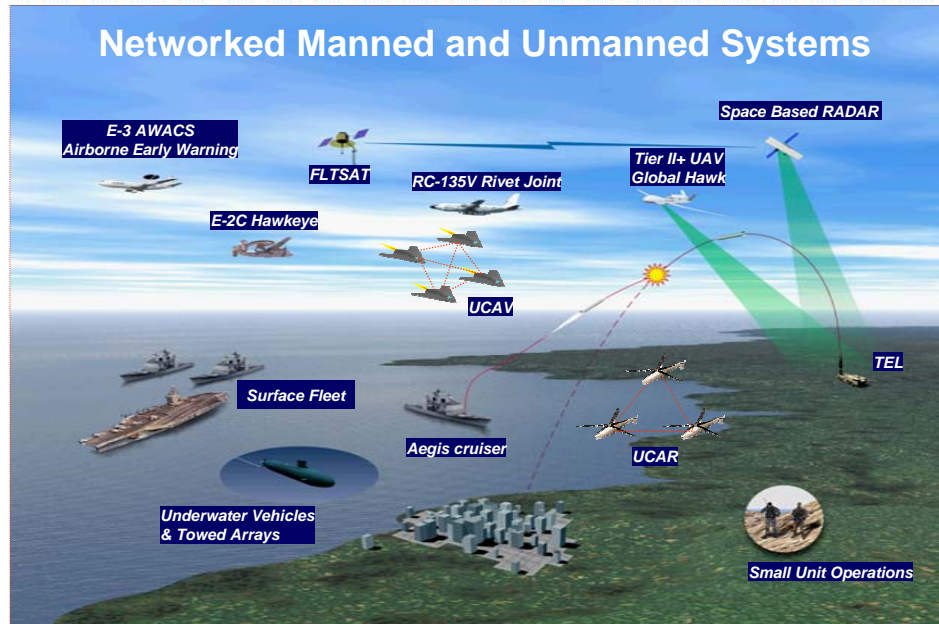 Networked Manned and Unmanned Systems
E-3 AWACS
Airborne Early Warning
FLTSAT
RC-135V Rivet Joint
Tier II+ UAV
Global Hawk
Space Based RADAR
E-2C Hawkeye
UCAV
TEL
Surface Fleet
Aegis cruiser
UCAR
Underwater Vehicles
& Towed Arrays
Small Unit Operations